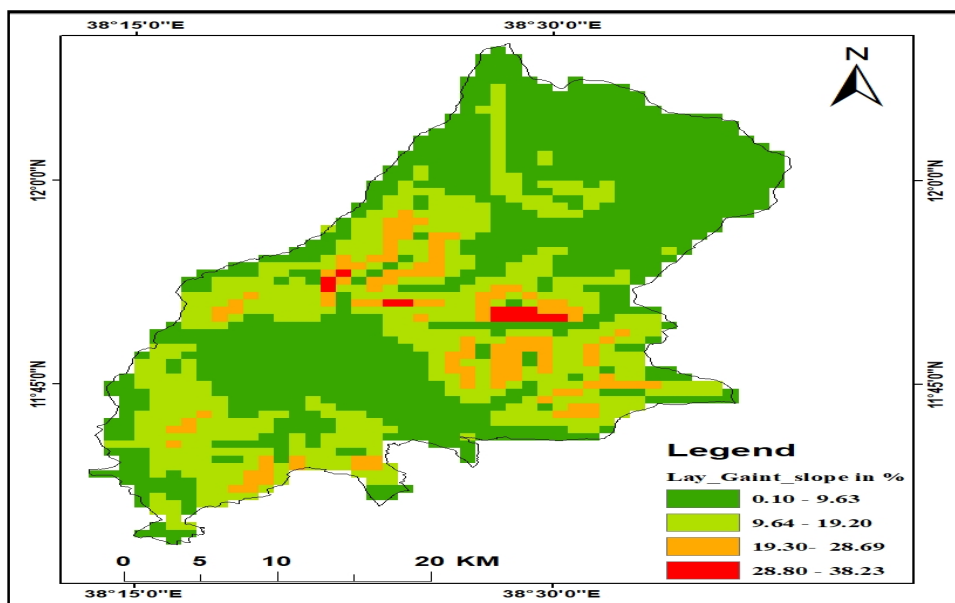 38°15'0"E 38°30'0"E
N
12°0'0"N 12°0'0"N
11°45'0"N 11°45'0"N
Legend
Lay_Gaint_slope in %
0.10 - 9.63
9.64 - 19.20
19.30- 28.69
28.80 - 38.23
0 5 10 20 KM
38°15'0"E 38°30'0"E